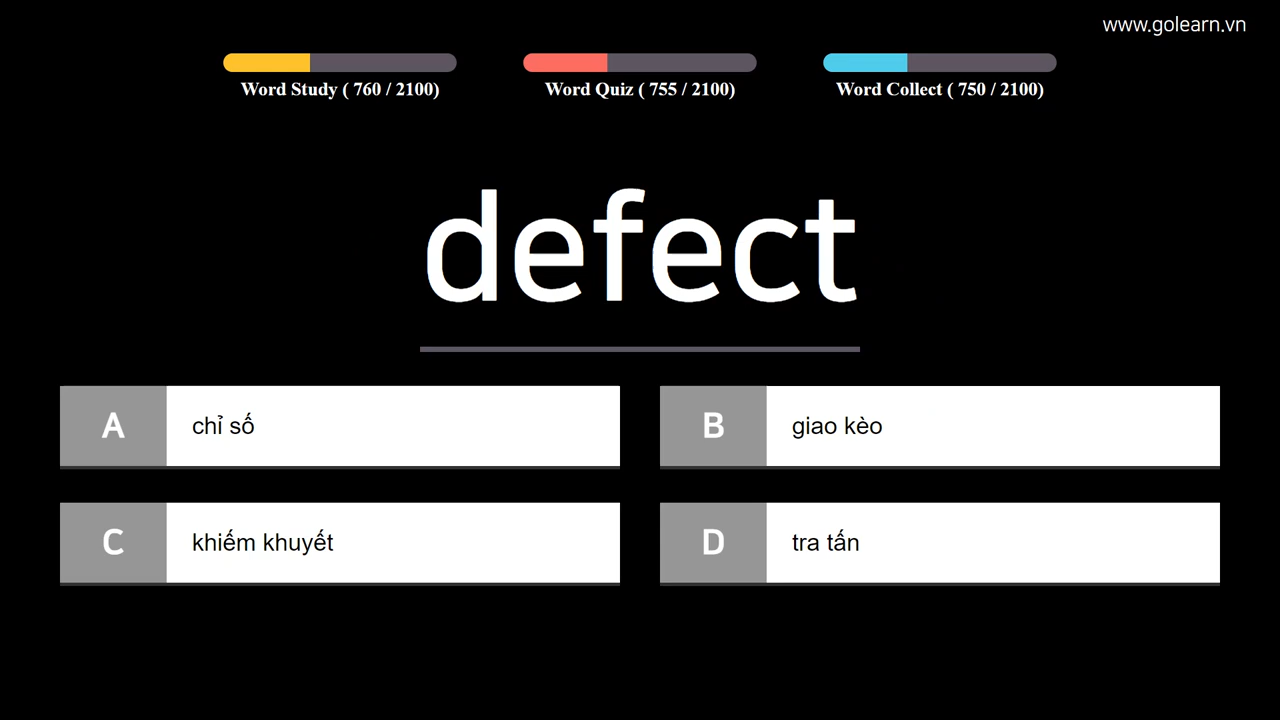 www.golearn.vn
Word Study ( 760 / 2100)
Word Quiz ( 755 / 2100)
Word Collect ( 750 / 2100)
defect
A chỉ số
B giao kèo
C khiếm khuyết
D tra tấn